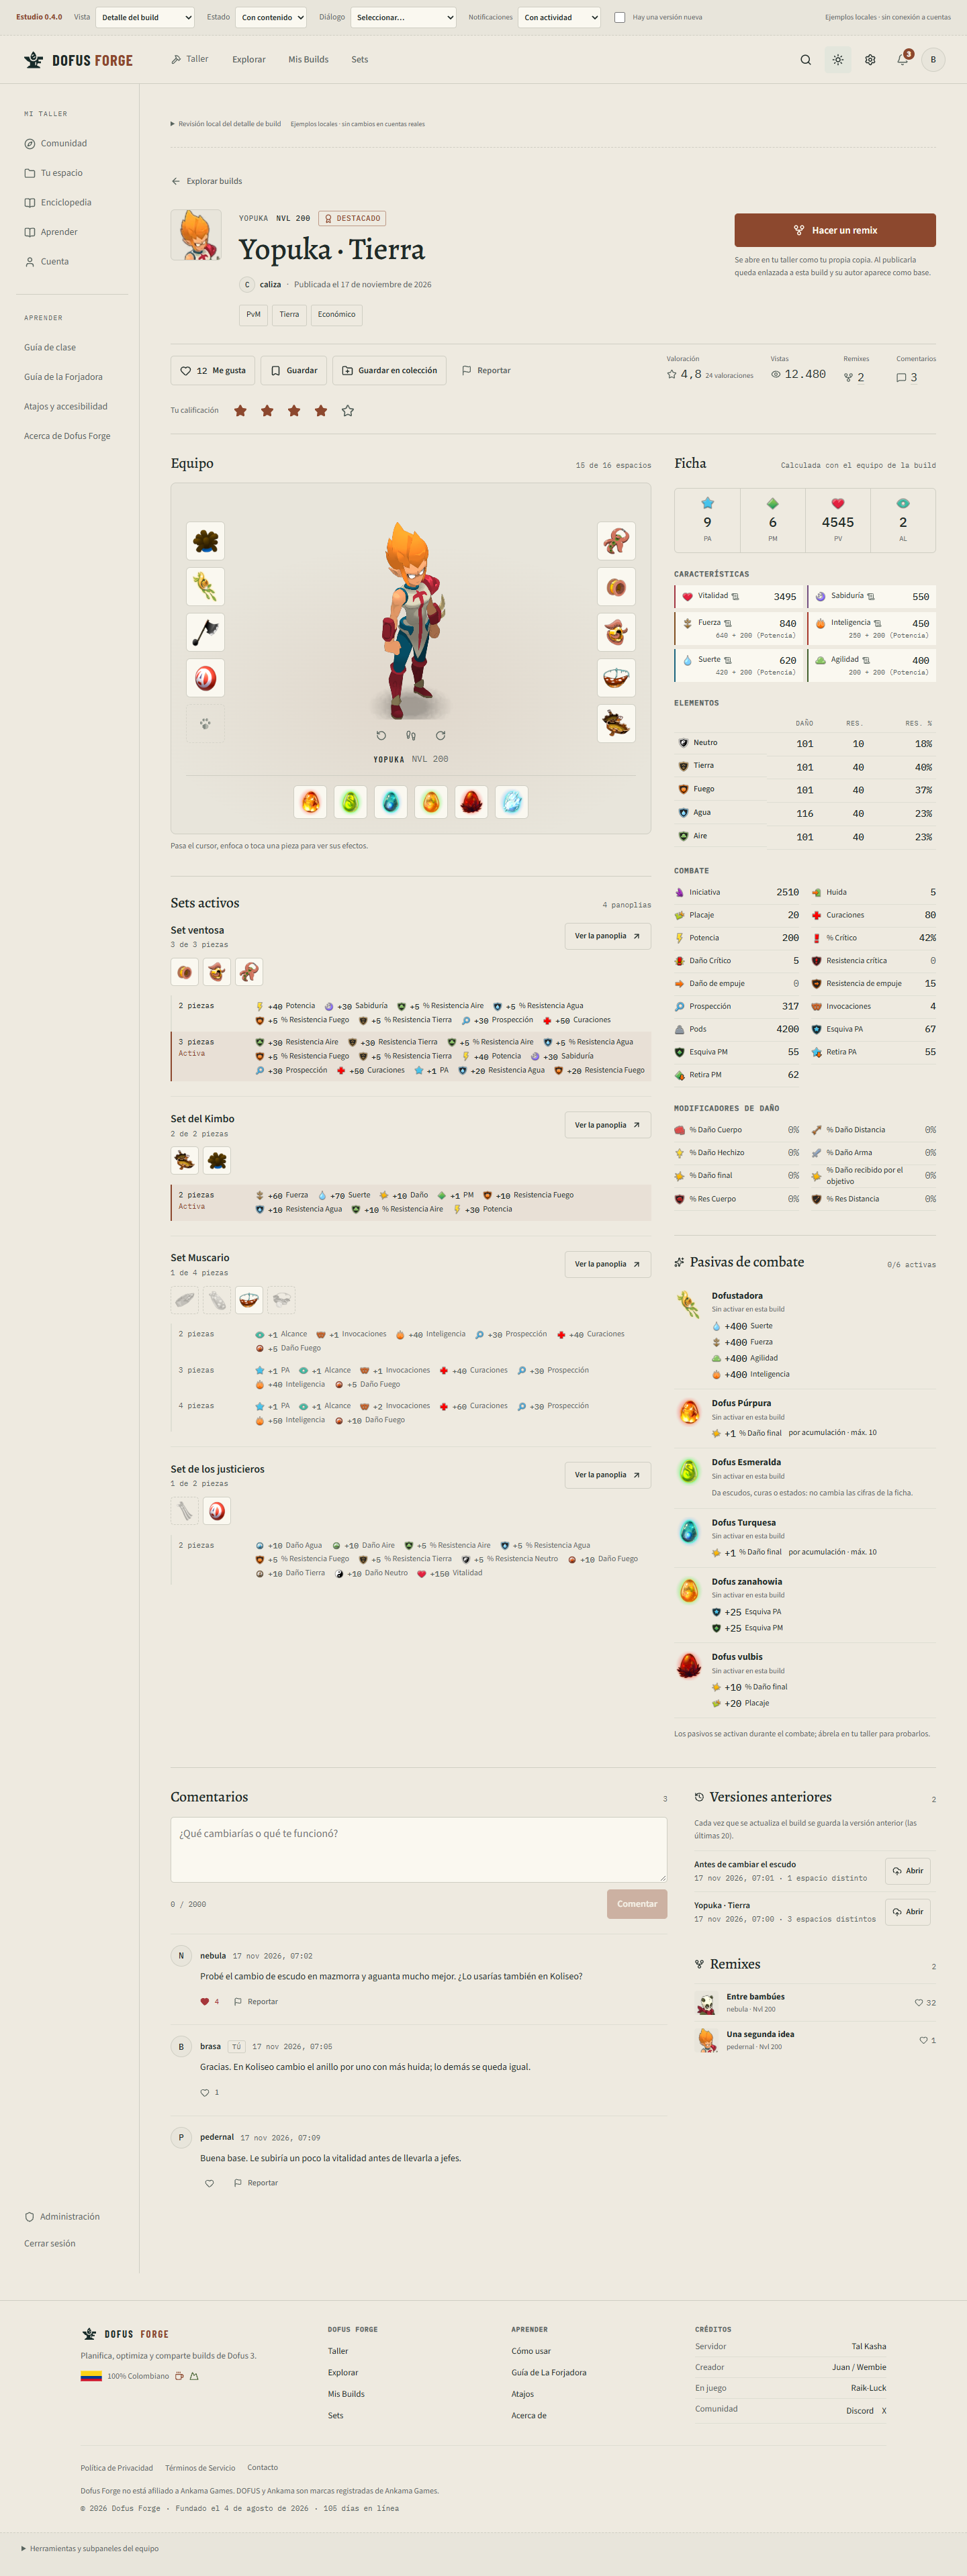 Estudio 0.4.0 Vista Detalle del build Estado Con contenido Diálogo Seleccionar... Notificaciones Con actividad Hay una versión nueva Ejemplos locales · sin conexión a cuentas
DOFUS FORGE Taller Explorar Mis Builds Sets 3 B
MI TALLER
Comunidad
Tu espacio
Enciclopedia
Aprender
Cuenta
APRENDER
Guía de clase
Guía de la Forjadora
Atajos y accesibilidad
Acerca de Dofus Forge
Administración
Cerrar sesión
Revisión local del detalle de build Ejemplos locales · sin cambios en cuentas reales
Explorar builds
YOPUKA NVL 200 DESTACADO
Yopuka · Tierra
C caliza · Publicada el 17 de noviembre de 2026
PvM Tierra Económico
Hacer un remix
Se abre en tu taller como tu propia copia. Al publicarla
queda enlazada a esta build y su autor aparece como base.
12 Me gusta Guardar Guardar en colección Reportar
Valoración Vistas Remixes Comentarios
4,8 24 valoraciones 12.480 2 3
Tu calificación
Equipo 15 de 16 espacios
YOPUKA NVL 200
Pasa el cursor, enfoca o toca una pieza para ver sus efectos.
Sets activos 4 panoplias
Set ventosa
3 de 3 piezas
Ver la panoplia
2 piezas +40 Potencia +30 Sabiduría +5 % Resistencia Aire +5 % Resistencia Agua
+5 % Resistencia Fuego +5 % Resistencia Tierra +30 Prospección +50 Curaciones
3 piezas +30 Resistencia Aire +30 Resistencia Tierra +5 % Resistencia Aire +5 % Resistencia Agua
Activa +5 % Resistencia Fuego +5 % Resistencia Tierra +40 Potencia +30 Sabiduría
+30 Prospección +50 Curaciones +1 PA +20 Resistencia Agua +20 Resistencia Fuego
Set del Kimbo
2 de 2 piezas
Ver la panoplia
2 piezas +60 Fuerza +70 Suerte +10 Daño +1 PM +10 Resistencia Fuego
Activa +10 Resistencia Agua +10 % Resistencia Aire +30 Potencia
Set Muscario
1 de 4 piezas
Ver la panoplia
2 piezas +1 Alcance +1 Invocaciones +40 Inteligencia +30 Prospección +40 Curaciones
+5 Daño Fuego
3 piezas +1 PA +1 Alcance +1 Invocaciones +40 Curaciones +30 Prospección
+40 Inteligencia +5 Daño Fuego
4 piezas +1 PA +1 Alcance +2 Invocaciones +60 Curaciones +30 Prospección
+50 Inteligencia +10 Daño Fuego
Set de los justicieros
1 de 2 piezas
Ver la panoplia
2 piezas +10 Daño Agua +10 Daño Aire +5 % Resistencia Aire +5 % Resistencia Agua
+5 % Resistencia Fuego +5 % Resistencia Tierra +5 % Resistencia Neutro +10 Daño Fuego
+10 Daño Tierra +10 Daño Neutro +150 Vitalidad
Ficha Calculada con el equipo de la build
9 6 4545 2
PA PM PV AL
CARACTERÍSTICAS
Vitalidad 3495 Sabiduría 550
Fuerza 840 Inteligencia 450
640 + 200 (Potencia) 250 + 200 (Potencia)
Suerte 620 Agilidad 400
420 + 200 (Potencia) 200 + 200 (Potencia)
ELEMENTOS
DAÑO RES. RES. %
Neutro 101 10 18%
Tierra 101 40 40%
Fuego 101 40 37%
Agua 116 40 23%
Aire 101 40 23%
COMBATE
Iniciativa 2510 Huida 5
Placaje 20 Curaciones 80
Potencia 200 % Crítico 42%
Daño Crítico 5 Resistencia crítica 0
Daño de empuje 0 Resistencia de empuje 15
Prospección 317 Invocaciones 4
Pods 4200 Esquiva PA 67
Esquiva PM 55 Retira PA 55
Retira PM 62
MODIFICADORES DE DAÑO
% Daño Cuerpo 0% % Daño Distancia 0%
% Daño Hechizo 0% % Daño Arma 0%
% Daño final 0% % Daño recibido por el objetivo 0%
% Res Cuerpo 0% % Res Distancia 0%
Pasivas de combate 0/6 activas
Dofustadora
Sin activar en esta build
+400 Suerte
+400 Fuerza
+400 Agilidad
+400 Inteligencia
Dofus Púrpura
Sin activar en esta build
+1 % Daño final por acumulación · máx. 10
Dofus Esmeralda
Sin activar en esta build
Da escudos, curas o estados: no cambia las cifras de la ficha.
Dofus Turquesa
Sin activar en esta build
+1 % Daño final por acumulación · máx. 10
Dofus zanahowia
Sin activar en esta build
+25 Esquiva PA
+25 Esquiva PM
Dofus vulbis
Sin activar en esta build
+10 % Daño final
+20 Placaje
Los pasivos se activan durante el combate; ábrela en tu taller para probarlos.
Comentarios 3
¿Qué cambiarías o qué te funcionó?
0 / 2000 Comentar
N nebula 17 nov 2026, 07:02
Probé el cambio de escudo en mazmorra y aguanta mucho mejor. ¿Lo usarías también en Koliseo?
4 Reportar
B brasa TÚ 17 nov 2026, 07:05
Gracias. En Koliseo cambio el anillo por uno con más huida; lo demás se queda igual.
1
P pedernal 17 nov 2026, 07:09
Buena base. Le subiría un poco la vitalidad antes de llevarla a jefes.
Reportar
Versiones anteriores 2
Cada vez que se actualiza el build se guarda la versión anterior (las
últimas 20).
Antes de cambiar el escudo
17 nov 2026, 07:01 · 1 espacio distinto
Abrir
Yopuka · Tierra
17 nov 2026, 07:00 · 3 espacios distintos
Abrir
Remixes 2
Entre bambúes
nebula · Nvl 200
32
Una segunda idea
pedernal · Nvl 200
1
DOFUS FORGE
Planifica, optimiza y comparte builds de Dofus 3.
100% Colombiano
DOFUS FORGE
Taller
Explorar
Mis Builds
Sets
APRENDER
Cómo usar
Guía de La Forjadora
Atajos
Acerca de
CRÉDITOS
Servidor Tal Kasha
Creador Juan / Wembie
En juego Raik-Luck
Comunidad Discord X
Política de Privacidad Términos de Servicio Contacto
Dofus Forge no está afiliado a Ankama Games. DOFUS y Ankama son marcas registradas de Ankama Games.
© 2026 Dofus Forge · Fundado el 4 de agosto de 2026 · 105 días en línea
Herramientas y subpaneles del equipo